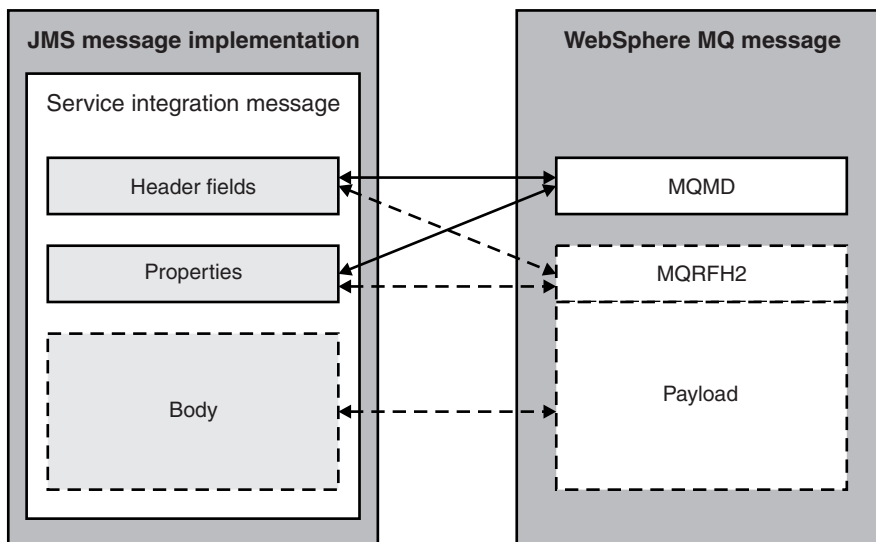 JMS message implementation
Service integration message
Header fields
Properties
Body
WebSphere MQ message
MQMD
MQRFH2
Payload